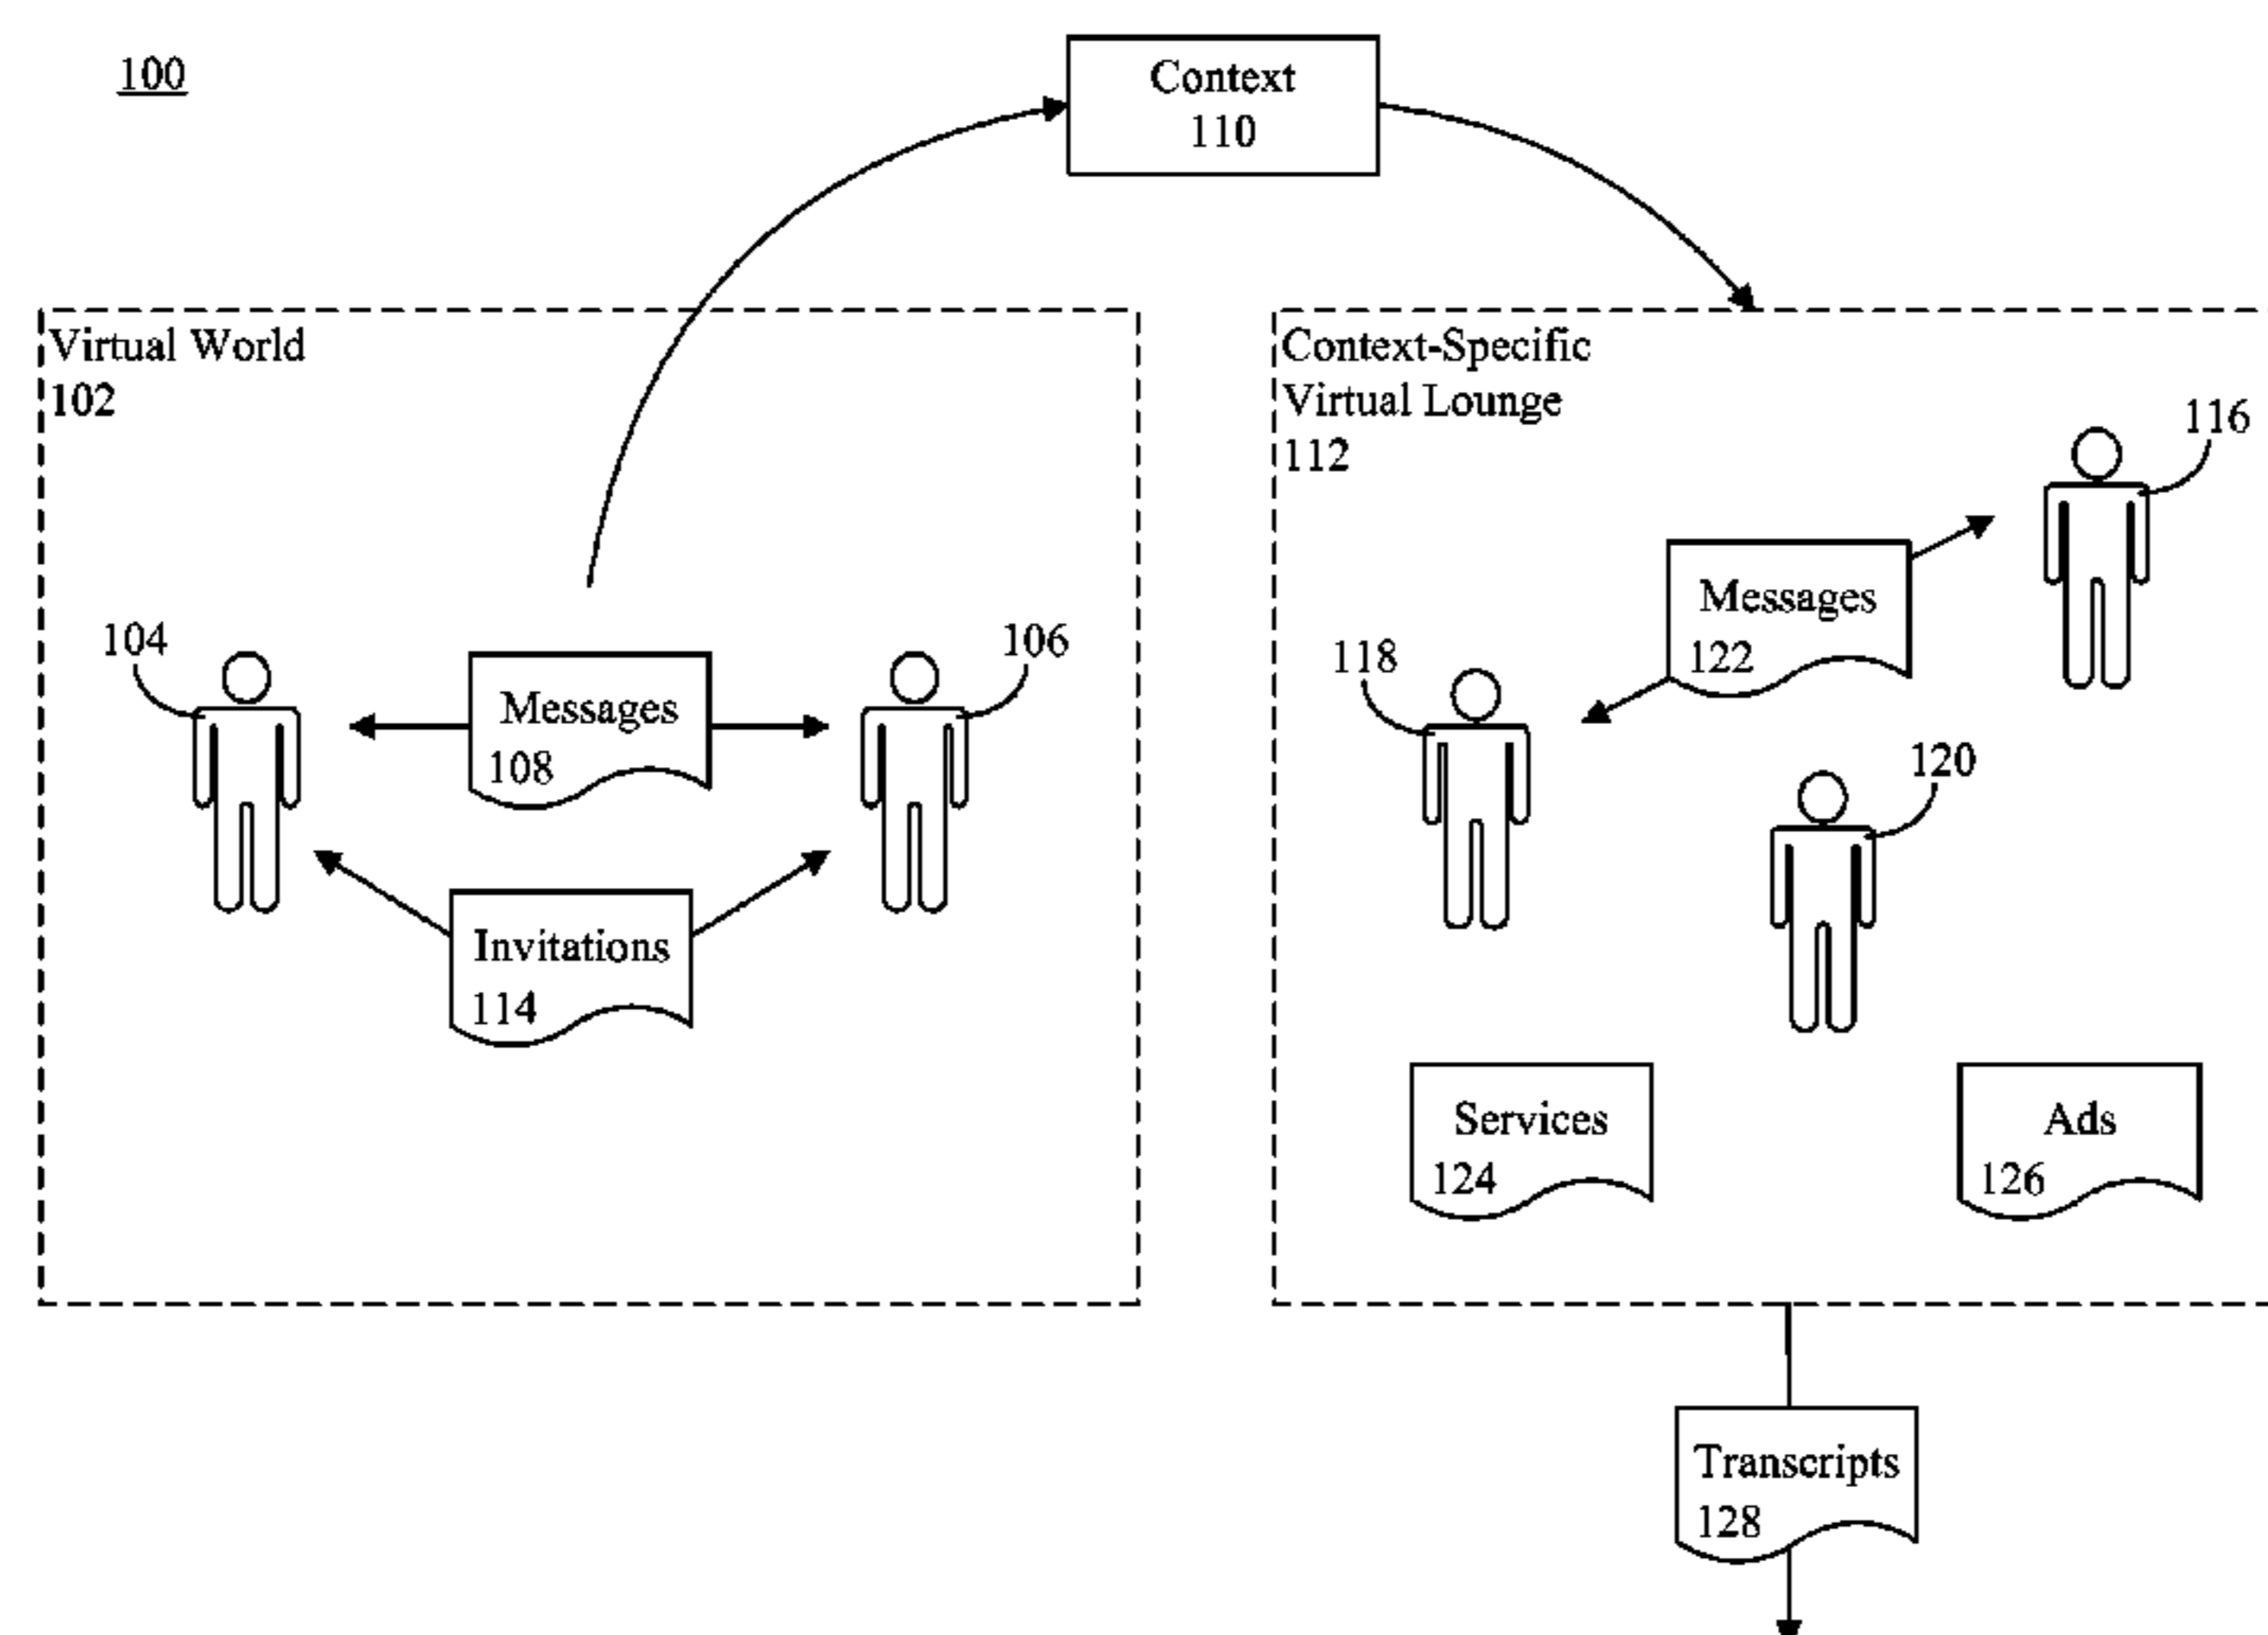 100
Context
110
Virtual World
102
Context-Specific
Virtual Lounge
112
116
Messages
122
104
Messages
108
106
118
120
Invitations
114
Services
124
Ads
126
Transcripts
128